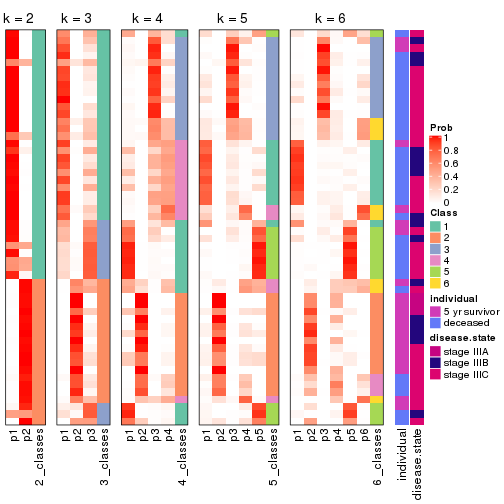 k = 2 k = 3 k = 4 k = 5 k = 6
Prob
1
0.8
0.6
0.4
0.2
0
Class
1
2
3
4
5
6
individual
5 yr survivor
deceased
disease.state
stage IIIA
stage IIIB
stage IIIC
p1 p2 2_classes p1 p2 p3 3_classes p1 p2 p3 p4 4_classes p1 p2 p3 p4 p5 5_classes p1 p2 p3 p4 p5 p6 6_classes individual disease.state